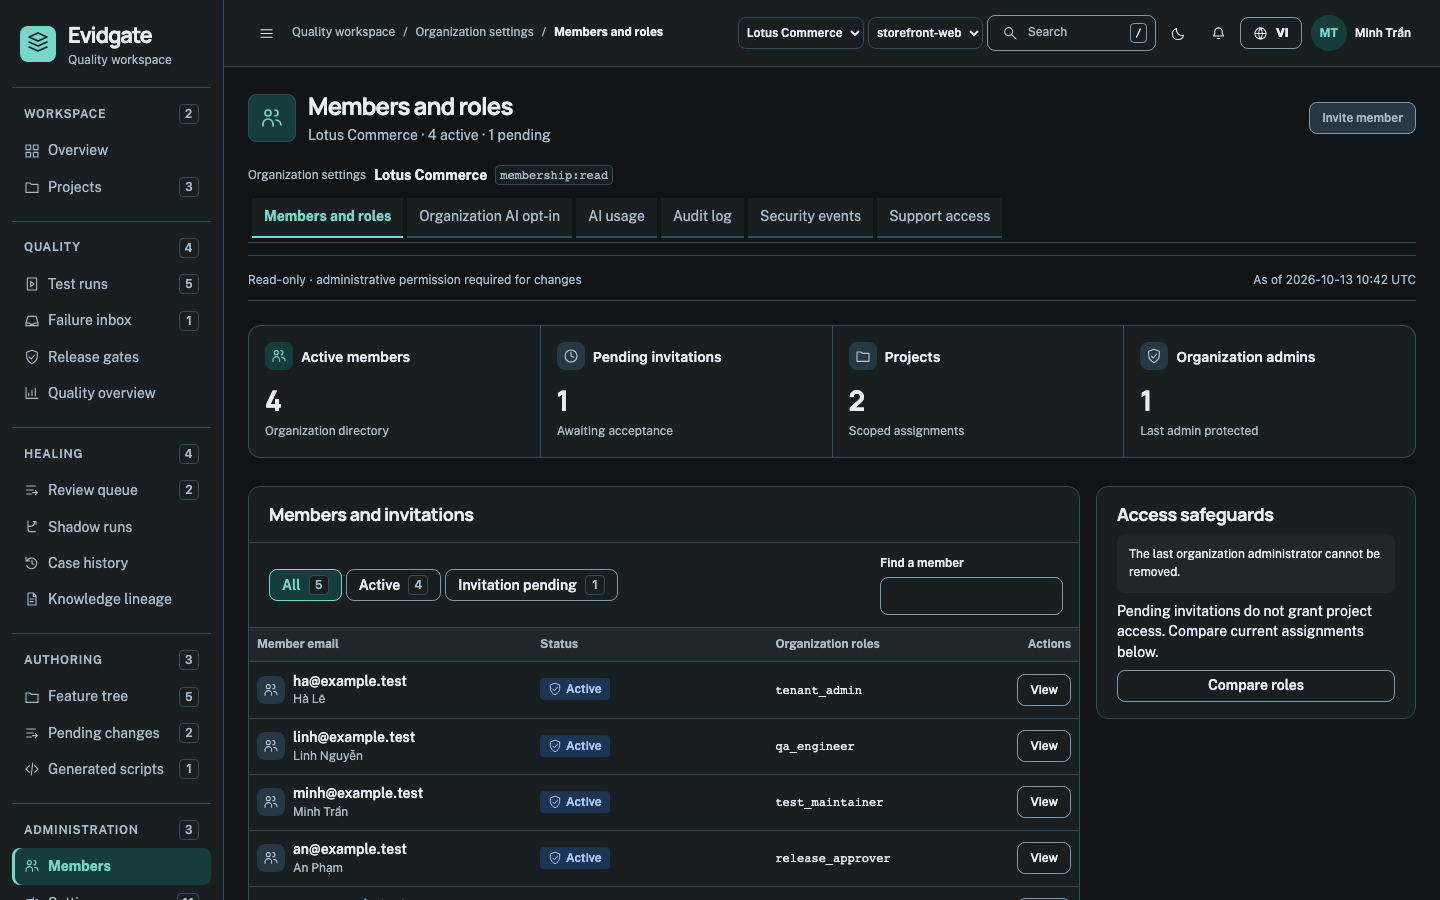 Evidgate
Quality workspace
WORKSPACE 2
Overview
Projects 3
QUALITY 4
Test runs 5
Failure inbox 1
Release gates
Quality overview
HEALING 4
Review queue 2
Shadow runs
Case history
Knowledge lineage
AUTHORING 3
Feature tree 5
Pending changes 2
Generated scripts 1
ADMINISTRATION 3
Members
Quality workspace / Organization settings / Members and roles
Lotus Commerce storefront-web Search / VI MT Minh Trần
Members and roles
Lotus Commerce · 4 active · 1 pending
Invite member
Organization settings Lotus Commerce membership:read
Members and roles Organization AI opt-in AI usage Audit log Security events Support access
Read-only · administrative permission required for changes As of 2026-10-13 10:42 UTC
Active members
4
Organization directory
Pending invitations
1
Awaiting acceptance
Projects
2
Scoped assignments
Organization admins
1
Last admin protected
Members and invitations
Find a member
All 5 Active 4 Invitation pending 1
Member email Status Organization roles Actions
ha@example.test
Hà Lê
Active tenant_admin View
linh@example.test
Linh Nguyễn
Active qa_engineer View
minh@example.test
Minh Trần
Active test_maintainer View
an@example.test
An Phạm
Active release_approver View
Access safeguards
The last organization administrator cannot be
removed.
Pending invitations do not grant project
access. Compare current assignments
below.
Compare roles